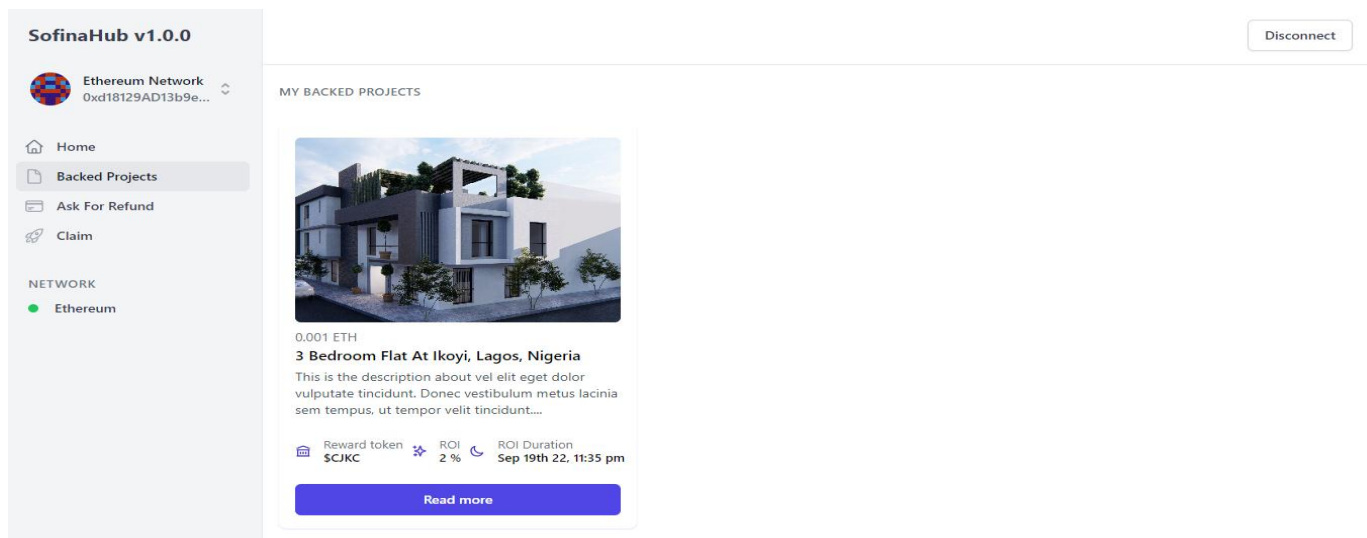 SofinaHub v1.0.0
Disconnect
Ethereum Network
0xd18129AD13b9e...
Home
Backed Projects
Ask For Refund
Claim
NETWORK
Ethereum
MY BACKED PROJECTS
0.001 ETH
3 Bedroom Flat At Ikoyi, Lagos, Nigeria
This is the description about vel elit eget dolor
vulputate tincidunt. Donec vestibulum metus lacinia
sem tempus, ut tempor velit tincidunt....
Reward token ROI ROI Duration
$CJKC 2 % Sep 19th 22, 11:35 pm
Read more